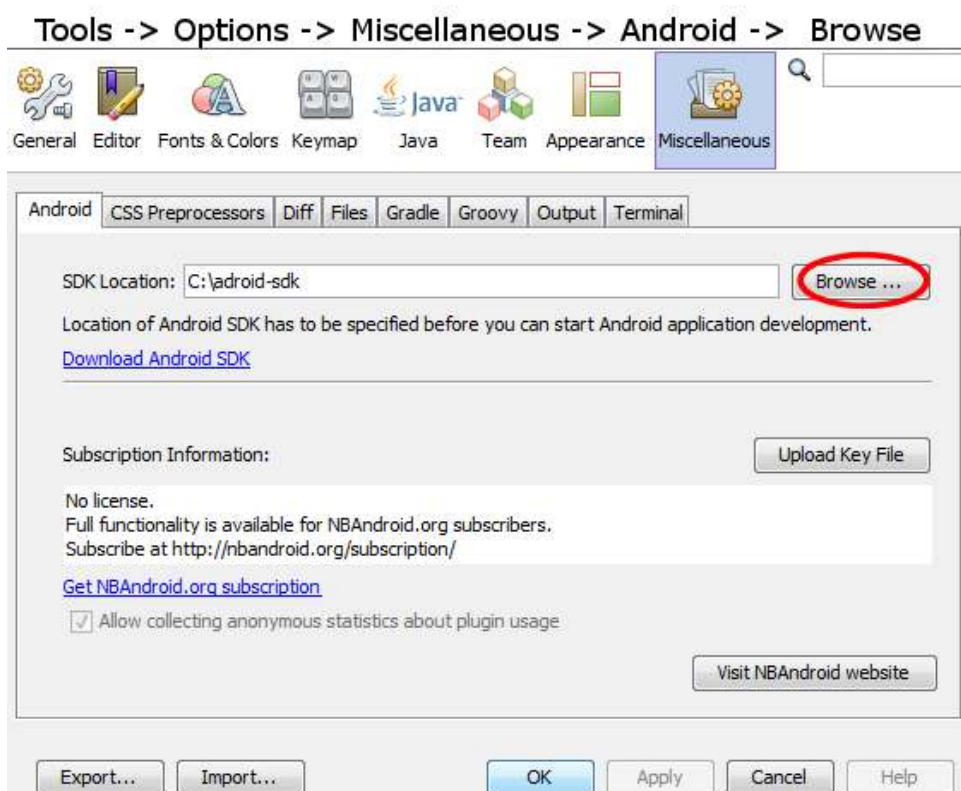 Tools -> Options -> Miscellaneous -> Android -> Browse
General Editor Fonts & Colors Keymap Java Team Appearance Miscellaneous
Java
Android CSS Preprocessors Diff Files Gradle Groovy Output Terminal
SDK Location: C:\adroid-sdk Browse ...
Location of Android SDK has to be specified before you can start Android application development.
Download Android SDK
Subscription Information: Upload Key File
No license.
Full functionality is available for NBAndroid.org subscribers.
Subscribe at http://nbandroid.org/subscription/
Get NBAndroid.org subscription
Allow collecting anonymous statistics about plugin usage
Visit NBAndroid website
Export... Import... OK Apply Cancel Help